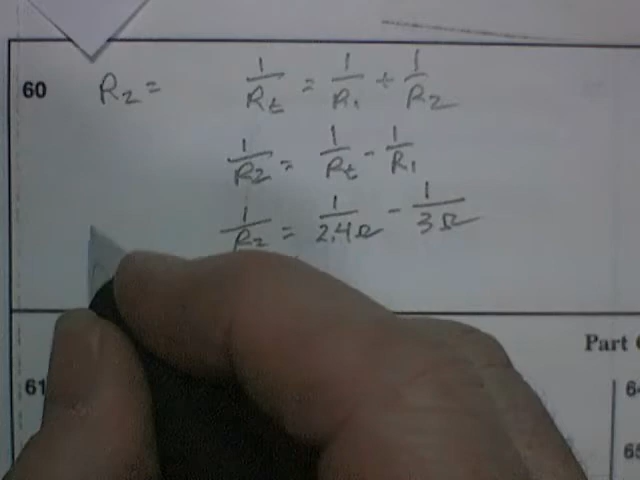 60 R₂ = 1/Rt = 1/R₁ + 1/R₂
1/R₂ = 1/Rt - 1/R₁
1/R₂ = 1/2.4Ω - 1/3Ω
Part
61